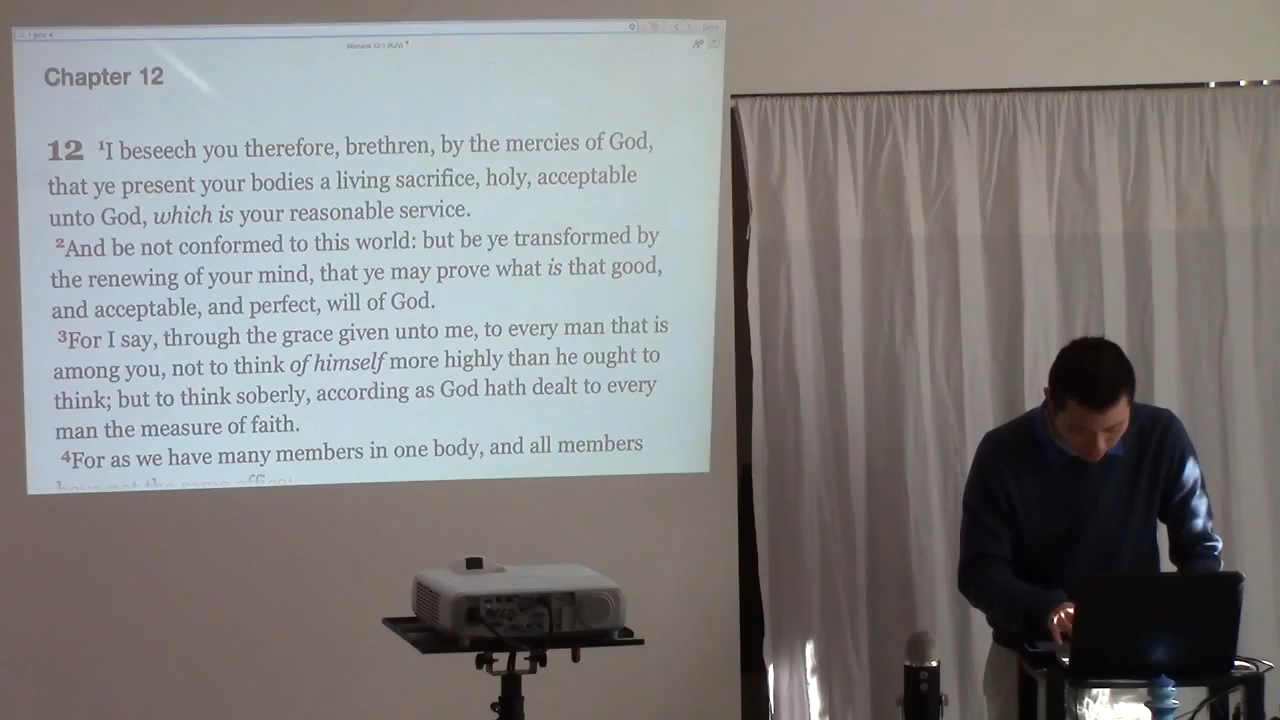 Romans 12:1 (KJV)
Chapter 12
12 1I beseech you therefore, brethren, by the mercies of God,
that ye present your bodies a living sacrifice, holy, acceptable
unto God, which is your reasonable service.
2And be not conformed to this world: but be ye transformed by
the renewing of your mind, that ye may prove what is that good,
and acceptable, and perfect, will of God.
3For I say, through the grace given unto me, to every man that is
among you, not to think of himself more highly than he ought to
think; but to think soberly, according as God hath dealt to every
man the measure of faith.
4For as we have many members in one body, and all members